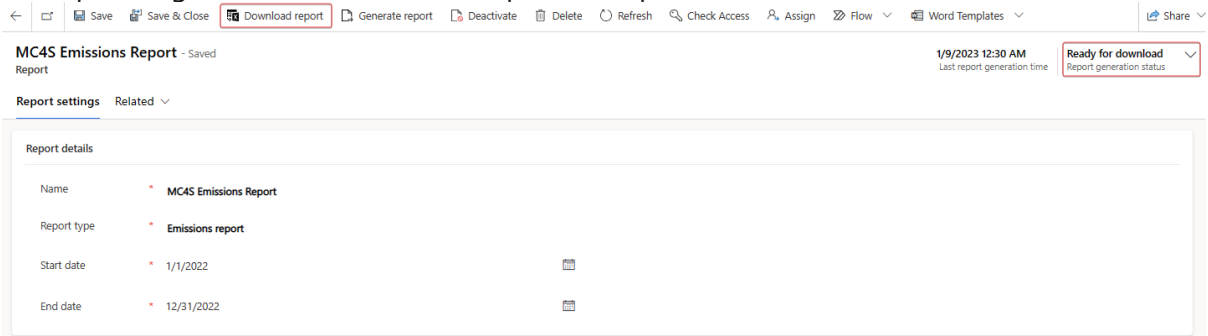 Save Save & Close Download report Generate report Deactivate Delete Refresh Check Access Assign Flow Word Templates Share
MC4S Emissions Report - Saved
Report
1/9/2023 12:30 AM
Last report generation time
Ready for download
Report generation status
Report settings Related
Report details
Name * MC4S Emissions Report
Report type * Emissions report
Start date * 1/1/2022
End date * 12/31/2022